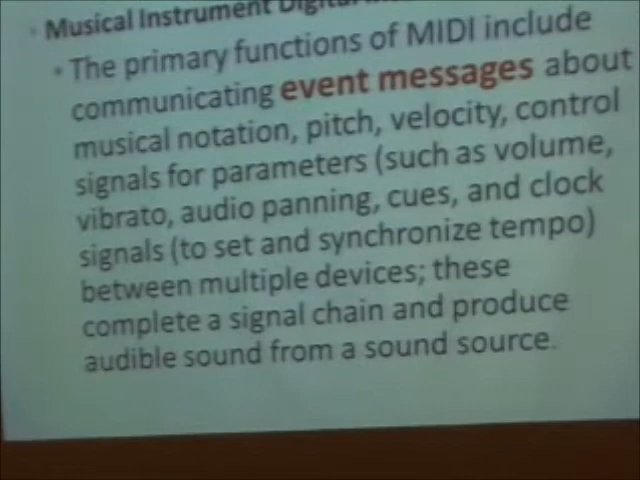 • Musical Instrument Digital
• The primary functions of MIDI include
communicating event messages about
musical notation, pitch, velocity, control
signals for parameters (such as volume,
vibrato, audio panning, cues, and clock
signals (to set and synchronize tempo)
between multiple devices; these
complete a signal chain and produce
audible sound from a sound source.